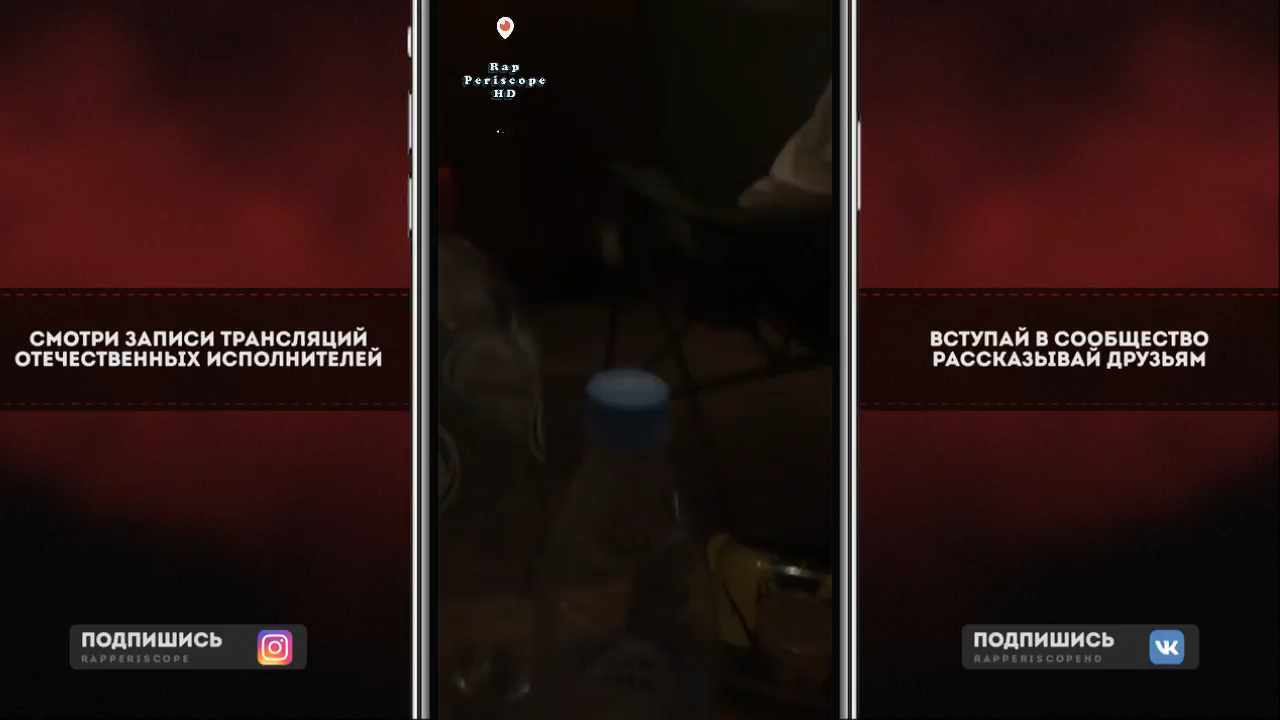 Rap
Periscope
HD
СМОТРИ ЗАПИСИ ТРАНСЛЯЦИЙ
ОТЕЧЕСТВЕННЫХ ИСПОЛНИТЕЛЕЙ
ВСТУПАЙ В СООБЩЕСТВО
РАССКАЗЫВАЙ ДРУЗЬЯМ
ПОДПИШИСЬ
RAPPERISCOPE
ПОДПИШИСЬ
RAPPERISCOPEHD